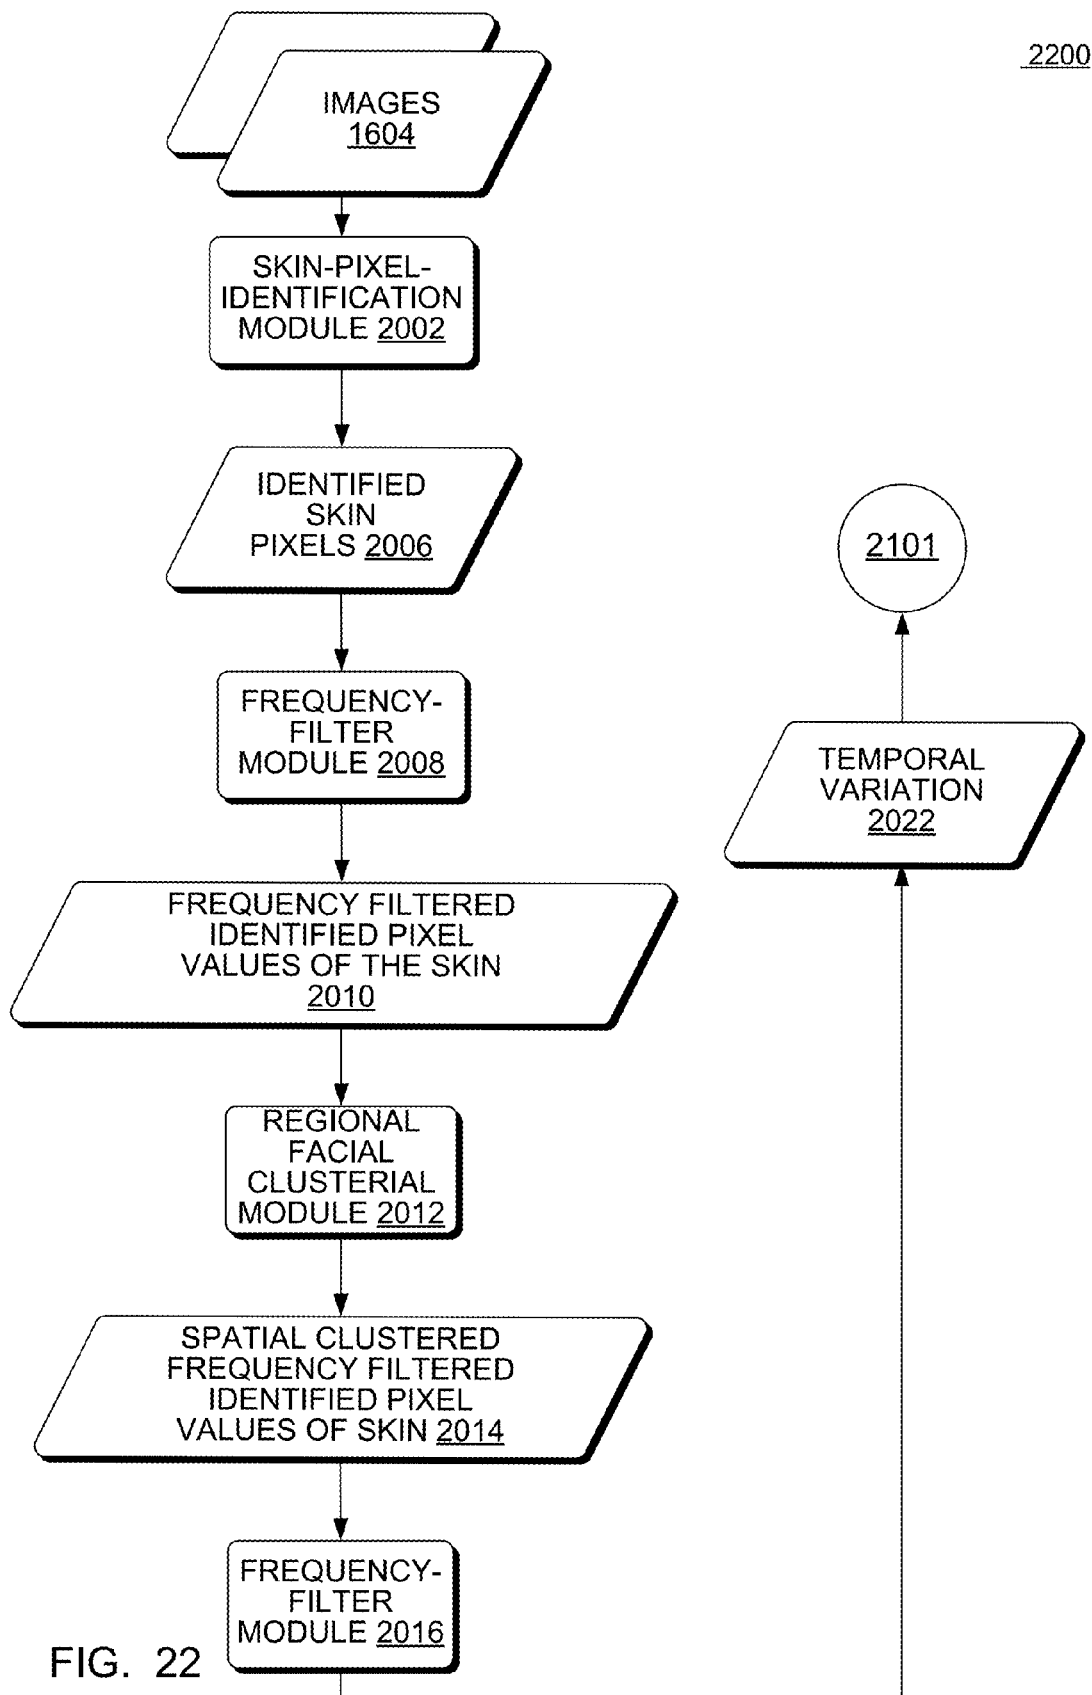 2200
IMAGES
1604
SKIN-PIXEL-
IDENTIFICATION
MODULE 2002
IDENTIFIED
SKIN
PIXELS 2006
FREQUENCY-
FILTER
MODULE 2008
FREQUENCY FILTERED
IDENTIFIED PIXEL
VALUES OF THE SKIN
2010
REGIONAL
FACIAL
CLUSTERIAL
MODULE 2012
SPATIAL CLUSTERED
FREQUENCY FILTERED
IDENTIFIED PIXEL
VALUES OF SKIN 2014
FREQUENCY-
FILTER
MODULE 2016
2101
TEMPORAL
VARIATION
2022
FIG. 22